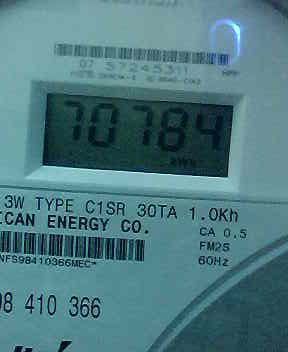 07 57245311
70784
KWH
3W TYPE C1SR 30TA 1.0Kh
ICAN ENERGY CO.
CA 0.5
FM2S
NFS98410366MEC*
60Hz
98 410 366